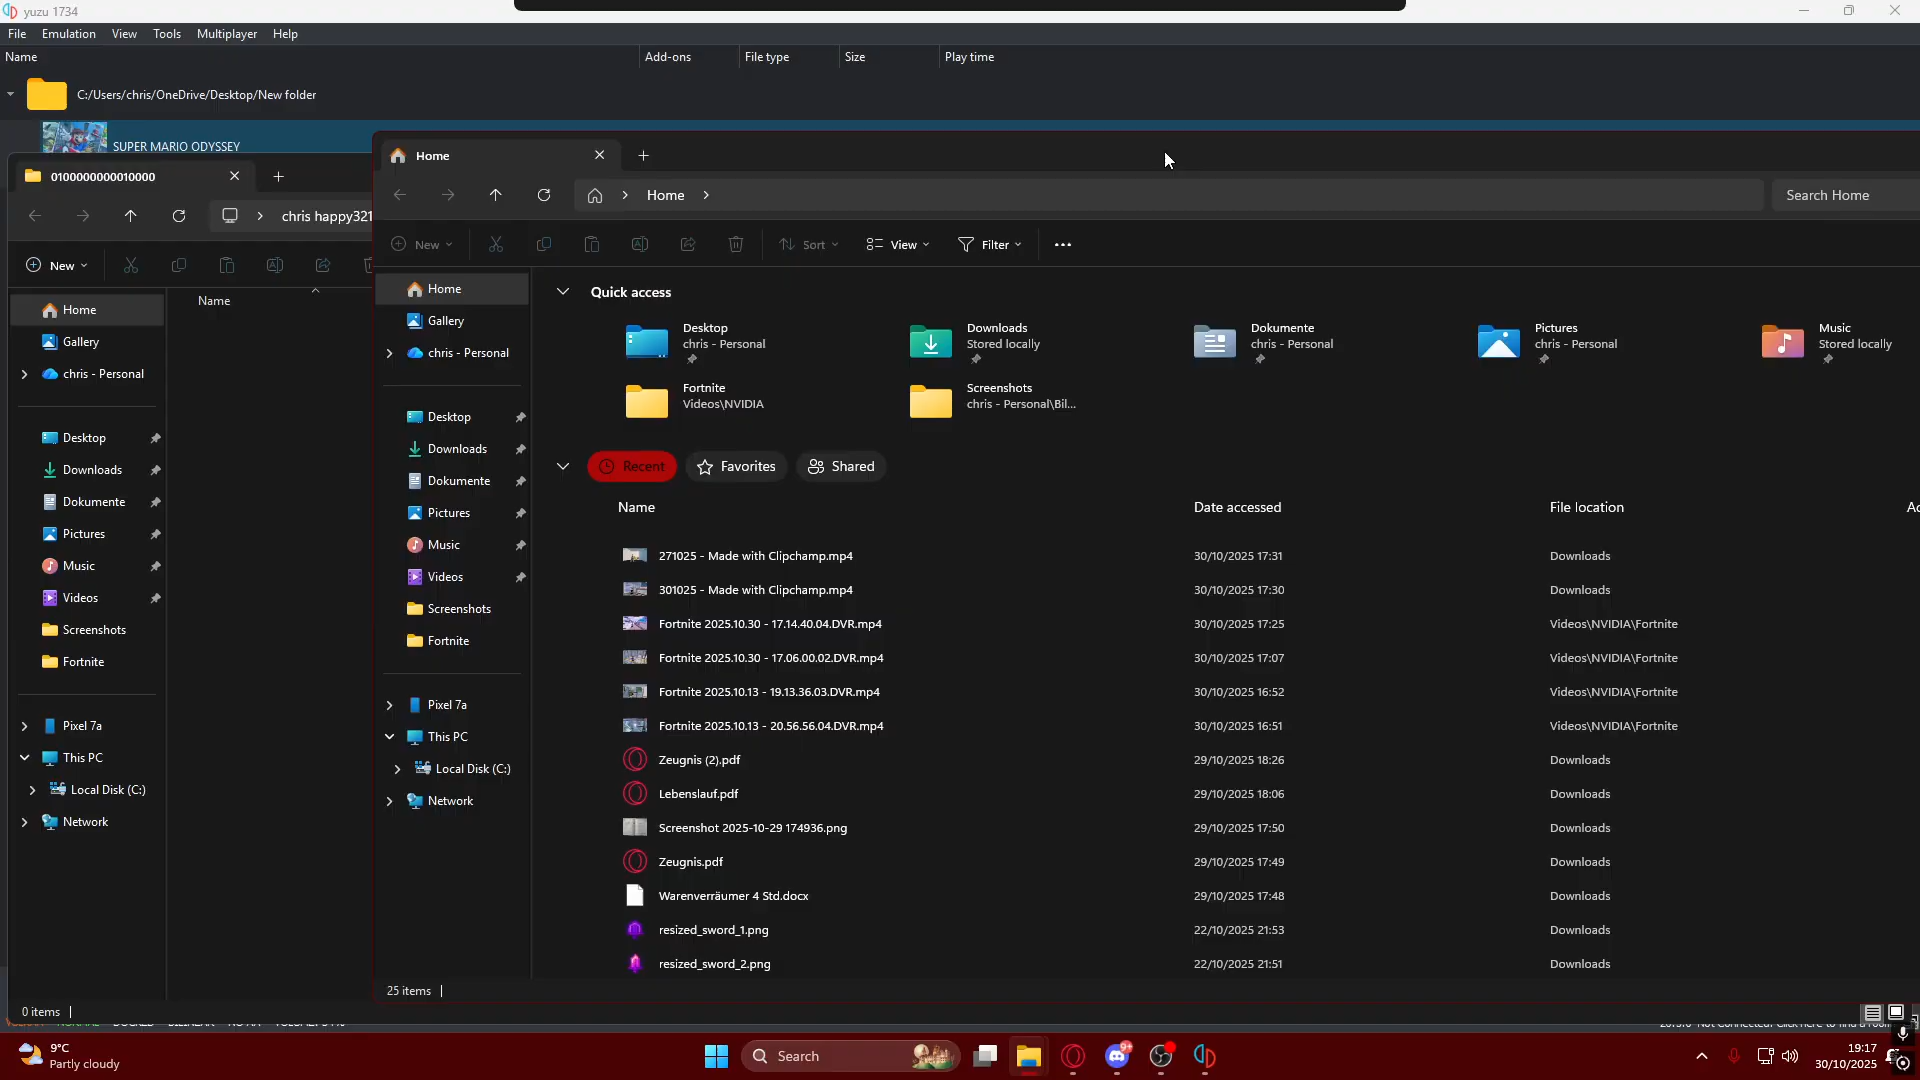 yuzu 1734
File Emulation View Tools Multiplayer Help
Name Add-ons File type Size Play time
C:/Users/chris/OneDrive/Desktop/New folder
SUPER MARIO ODYSSEY
0100000000010000
chris happy321
New
Name
Home
Gallery
chris - Personal
Desktop
Downloads
Dokumente
Pictures
Music
Videos
Screenshots
Fortnite
Pixel 7a
This PC
Local Disk (C:)
Network
0 items
Home
Home
Search Home
New Sort View Filter
Home
Gallery
chris - Personal
Desktop
Downloads
Dokumente
Pictures
Music
Videos
Screenshots
Fortnite
Pixel 7a
This PC
Local Disk (C:)
Network
Quick access
Desktop
chris - Personal
Downloads
Stored locally
Dokumente
chris - Personal
Pictures
chris - Personal
Music
Stored locally
Fortnite
Videos\NVIDIA
Screenshots
chris - Personal\Bil...
Recent Favorites Shared
Name Date accessed File location
271025 - Made with Clipchamp.mp4 30/10/2025 17:31 Downloads
301025 - Made with Clipchamp.mp4 30/10/2025 17:30 Downloads
Fortnite 2025.10.30 - 17.14.40.04.DVR.mp4 30/10/2025 17:25 Videos\NVIDIA\Fortnite
Fortnite 2025.10.30 - 17.06.00.02.DVR.mp4 30/10/2025 17:07 Videos\NVIDIA\Fortnite
Fortnite 2025.10.13 - 19.13.36.03.DVR.mp4 30/10/2025 16:52 Videos\NVIDIA\Fortnite
Fortnite 2025.10.13 - 20.56.56.04.DVR.mp4 30/10/2025 16:51 Videos\NVIDIA\Fortnite
Zeugnis (2).pdf 29/10/2025 18:26 Downloads
Lebenslauf.pdf 29/10/2025 18:06 Downloads
Screenshot 2025-10-29 174936.png 29/10/2025 17:50 Downloads
Zeugnis.pdf 29/10/2025 17:49 Downloads
Warenverräumer 4 Std.docx 29/10/2025 17:48 Downloads
resized_sword_1.png 22/10/2025 21:53 Downloads
resized_sword_2.png 22/10/2025 21:51 Downloads
25 items
9°C
Partly cloudy
Search
19:17
30/10/2025